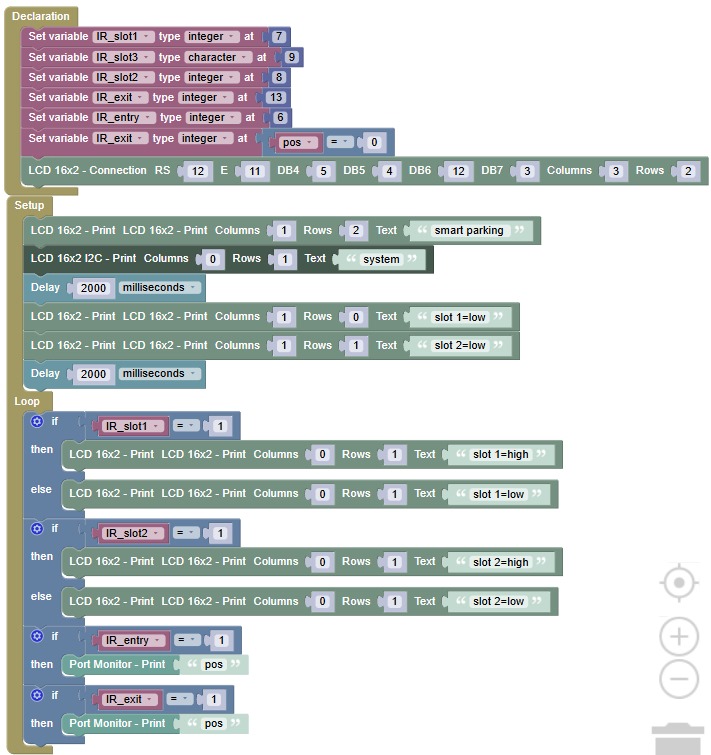 Declaration
Set variable IR_slot1 type integer at 7
Set variable IR_slot3 type character at 9
Set variable IR_slot2 type integer at 8
Set variable IR_exit type integer at 13
Set variable IR_entry type integer at 6
Set variable IR_exit type integer at pos = 0
LCD 16x2 - Connection RS 12 E 11 DB4 5 DB5 4 DB6 12 DB7 3 Columns 3 Rows 2
Setup
LCD 16x2 - Print LCD 16x2 - Print Columns 1 Rows 2 Text “ smart parking ”
LCD 16x2 I2C - Print Columns 0 Rows 1 Text “ system ”
Delay 2000 milliseconds
LCD 16x2 - Print LCD 16x2 - Print Columns 1 Rows 0 Text “ slot 1=low ”
LCD 16x2 - Print LCD 16x2 - Print Columns 1 Rows 1 Text “ slot 2=low ”
Delay 2000 milliseconds
Loop
if IR_slot1 = 1
then LCD 16x2 - Print LCD 16x2 - Print Columns 0 Rows 1 Text “ slot 1=high ”
else LCD 16x2 - Print LCD 16x2 - Print Columns 0 Rows 1 Text “ slot 1=low ”
if IR_slot2 = 1
then LCD 16x2 - Print LCD 16x2 - Print Columns 0 Rows 1 Text “ slot 2=high ”
else LCD 16x2 - Print LCD 16x2 - Print Columns 0 Rows 1 Text “ slot 2=low ”
if IR_entry = 1
then Port Monitor - Print “ pos ”
if IR_exit = 1
then Port Monitor - Print “ pos ”